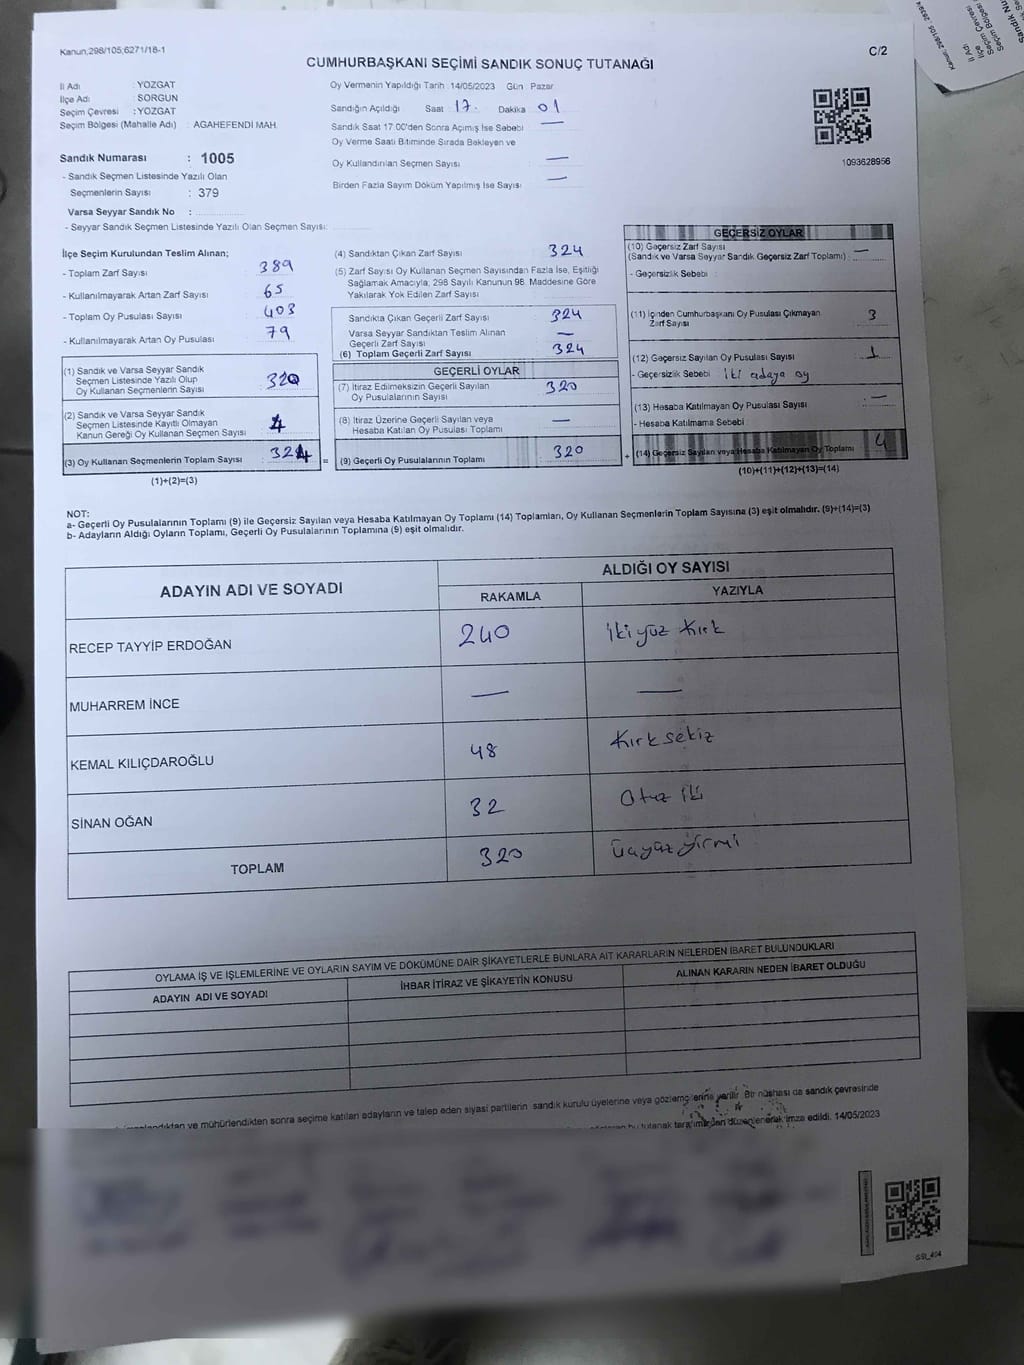 Kanun;298/105;6271/18-1
C/2
CUMHURBAŞKANI SEÇİMİ SANDIK SONUÇ TUTANAĞI
İl Adı : YOZGAT
İlçe Adı : SORGUN
Seçim Çevresi : YOZGAT
Seçim Bölgesi (Mahalle Adı) : AGAHEFENDİ MAH.
Sandık Numarası : 1005
- Sandık Seçmen Listesinde Yazılı Olan
Seçmenlerin Sayısı : 379
Varsa Seyyar Sandık No :
- Seyyar Sandık Seçmen Listesinde Yazılı Olan Seçmen Sayısı:
Oy Vermenin Yapıldığı Tarih 14/05/2023 Gün Pazar
Sandığın Açıldığı Saat 17. Dakika 01
Sandık Saat 17:00'den Sonra Açımış İse Sebebi —
Oy Verme Saati Bitiminde Sırada Bekleyen ve
Oy Kullandırılan Seçmen Sayısı —
Birden Fazla Sayım Döküm Yapılmış İse Sayısı —
1093628956
İlçe Seçim Kurulundan Teslim Alınan;
- Toplam Zarf Sayısı 389
- Kullanılmayarak Artan Zarf Sayısı 65
- Toplam Oy Pusulası Sayısı 403
- Kullanılmayarak Artan Oy Pusulası 79
(1) Sandık ve Varsa Seyyar Sandık
Seçmen Listesinde Yazılı Olup
Oy Kullanan Seçmenlerin Sayısı 320
(2) Sandık ve Varsa Seyyar Sandık
Seçmen Listesinde Kayıtlı Olmayan
Kanun Gereği Oy Kullanan Seçmen Sayısı 4
(3) Oy Kullanan Seçmenlerin Toplam Sayısı 324 =
(1)+(2)=(3)
(4) Sandıktan Çıkan Zarf Sayısı 324
(5) Zarf Sayısı Oy Kullanan Seçmen Sayısından Fazla İse, Eşitliği
Sağlamak Amacıyla, 298 Sayılı Kanunun 98. Maddesine Göre
Yakılarak Yok Edilen Zarf Sayısı
Sandıkta Çıkan Geçerli Zarf Sayısı 324
Varsa Seyyar Sandıktan Teslim Alınan
Geçerli Zarf Sayısı —
(6) Toplam Geçerli Zarf Sayısı 324
GEÇERLİ OYLAR
(7) İtiraz Edilmeksizin Geçerli Sayılan
Oy Pusulalarının Sayısı 320
(8) İtiraz Üzerine Geçerli Sayılan veya
Hesaba Katılan Oy Pusulası Toplamı —
(9) Geçerli Oy Pusulalarının Toplamı 320 +
GEÇERSİZ OYLAR
(10) Geçersiz Zarf Sayısı
(Sandık ve Varsa Seyyar Sandık Geçersiz Zarf Toplamı) : —
- Geçersizlik Sebebi :
(11) İçinden Cumhurbaşkanı Oy Pusulası Çıkmayan
Zarf Sayısı 3
(12) Geçersiz Sayılan Oy Pusulası Sayısı 1
- Geçersizlik Sebebi iki adaya oy
(13) Hesaba Katılmayan Oy Pusulası Sayısı —
- Hesaba Katılmama Sebebi
(14) Geçersiz Sayılan veya Hesaba Katılmayan Oy Toplamı 4
(10)+(11)+(12)+(13)=(14)
NOT:
a- Geçerli Oy Pusulalarının Toplamı (9) ile Geçersiz Sayılan veya Hesaba Katılmayan Oy Toplamı (14) Toplamları, Oy Kullanan Seçmenlerin Toplam Sayısına (3) eşit olmalıdır. (9)+(14)=(3)
b- Adayların Aldığı Oyların Toplamı, Geçerli Oy Pusulalarının Toplamına (9) eşit olmalıdır.
ADAYIN ADI VE SOYADI
ALDIĞI OY SAYISI
RAKAMLA YAZIYLA
RECEP TAYYİP ERDOĞAN 240 İki yüz Kırk
MUHARREM İNCE — —
KEMAL KILIÇDAROĞLU 48 Kırk sekiz
SİNAN OĞAN 32 Otuz iki
TOPLAM 320 üçyüz yirmi
OYLAMA İŞ VE İŞLEMLERİNE VE OYLARIN SAYIM VE DÖKÜMÜNE DAİR ŞİKAYETLERLE BUNLARA AİT KARARLARIN NELERDEN İBARET BULUNDUKLARI
ADAYIN ADI VE SOYADI İHBAR İTİRAZ VE ŞİKAYETİN KONUSU ALINAN KARARIN NEDEN İBARET OLDUĞU
ve mühürlendikten sonra seçime katılan adayların ve talep eden siyasi partilerin sandık kurulu üyelerine veya gözlemcilerine verilir. Bir nüshası da sandık çevresinde
bu tutanak tarafımızdan düzenlenerek imza edildi. 14/05/2023